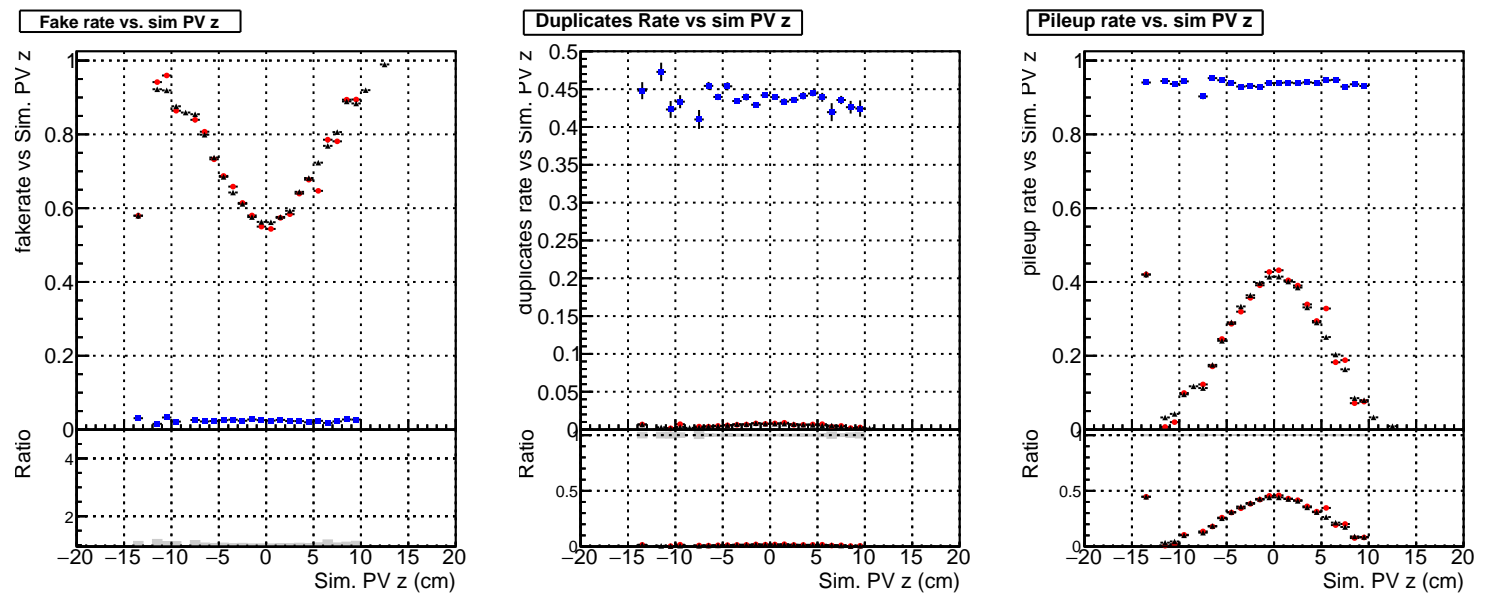 Fake rate vs. sim PV z
fakerate vs Sim. PV z
1
0.8
0.6
0.4
0.2
0
Ratio
4
2
−20 −15 −10 −5 0 5 10 15 20
Sim. PV z (cm)
Duplicates Rate vs sim PV z
duplicates rate vs Sim. PV z
0.5
0.45
0.4
0.35
0.3
0.25
0.2
0.15
0.1
0.05
0
Ratio
1
0.5
0
−20 −15 −10 −5 0 5 10 15 20
Sim. PV z (cm)
Pileup rate vs. sim PV z
pileup rate vs Sim. PV z
1
0.8
0.6
0.4
0.2
0
Ratio
1
0.5
0
−20 −15 −10 −5 0 5 10 15 20
Sim. PV z (cm)